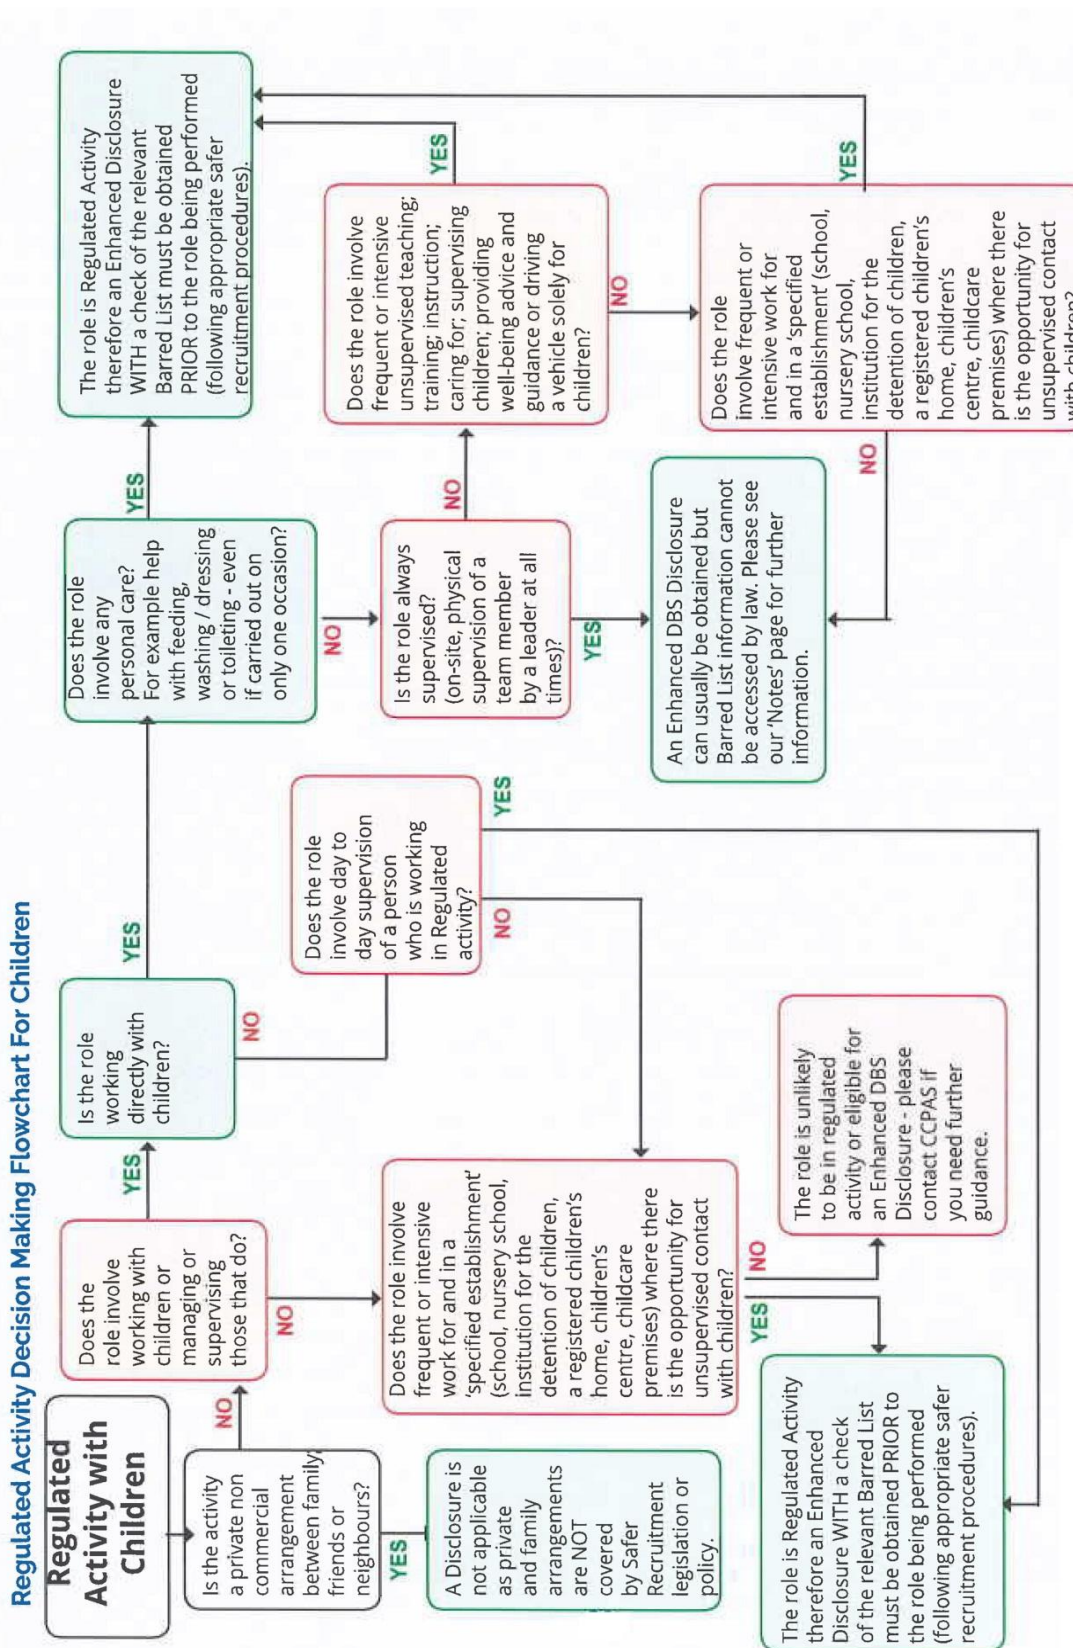 Regulated Activity Decision Making Flowchart For Children
Regulated
Activity with
Children
Is the activity
a private non
commercial
arrangement
between family;
friends or
neighbours?
NO
YES
A Disclosure is
not applicable
as private
and family
arrangements
are NOT
covered
by Safer
Recruitment
legislation or
policy.
Does the
role involve
working with
children or
managing or
supervising
those that do?
YES
NO
Is the role
working
directly with
children?
YES
NO
Does the role
involve any
personal care?
For example help
with feeding,
washing / dressing
or toileting - even
if carried out on
only one occasion?
YES
NO
The role is Regulated Activity
therefore an Enhanced Disclosure
WITH a check of the relevant
Barred List must be obtained
PRIOR to the role being performed
(following appropriate safer
recruitment procedures).
Does the role
involve day to
day supervision
of a person
who is working
in Regulated
activity?
NO
YES
Is the role always
supervised?
(on-site, physical
supervision of a
team member
by a leader at all
times)?
NO
YES
Does the role involve
frequent or intensive
unsupervised teaching;
training; instruction;
caring for; supervising
children; providing
well-being advice and
guidance or driving
a vehicle solely for
children?
YES
NO
Does the role involve
frequent or intensive
work for and in a
'specified establishment'
(school, nursery school,
institution for the
detention of children,
a registered children's
home, children's
centre, childcare
premises) where there
is the opportunity for
unsupervised contact
with children?
YES
NO
An Enhanced DBS Disclosure
can usually be obtained but
Barred List information cannot
be accessed by law. Please see
our 'Notes' page for further
information.
Does the role
involve frequent or
intensive work for
and in a 'specified
establishment' (school,
nursery school,
institution for the
detention of children,
a registered children's
home, children's
centre, childcare
premises) where there
is the opportunity for
unsupervised contact
with children?
NO
YES
The role is Regulated Activity
therefore an Enhanced
Disclosure WITH a check
of the relevant Barred List
must be obtained PRIOR to
the role being performed
(following appropriate safer
recruitment procedures).
The role is unlikely
to be in regulated
activity or eligible for
an Enhanced DBS
Disclosure - please
contact CCPAS if
you need further
guidance.